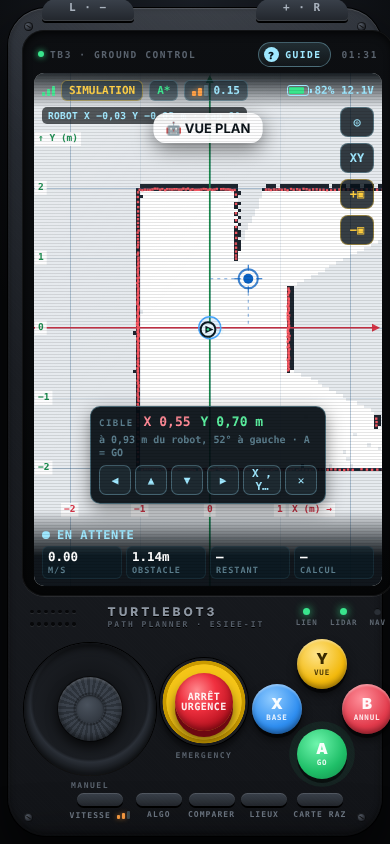 L · —
+ · R
TB3 · GROUND CONTROL
? GUIDE
01:31
SIMULATION
A*
0.15
82% 12.1V
ROBOT X −0,03 Y −0
🤖 VUE PLAN
◎
XY
+▣
−▣
↑ Y (m)
2
1
0
−1
−2
CIBLE X 0,55 Y 0,70 m
à 0,93 m du robot, 52° à gauche · A
= GO
◀ ▲ ▼ ▶ X , Y… ✕
−2 −1 0 1 X (m) →
EN ATTENTE
0.00
M/S
1.14m
OBSTACLE
—
RESTANT
—
CALCUL
TURTLEBOT3
PATH PLANNER · ESIEE-IT
LIEN LIDAR NAV
Y
VUE
ARRÊT
URGENCE
X
BASE
B
ANNUL
EMERGENCY
A
GO
MANUEL
VITESSE ALGO COMPARER LIEUX CARTE RAZ